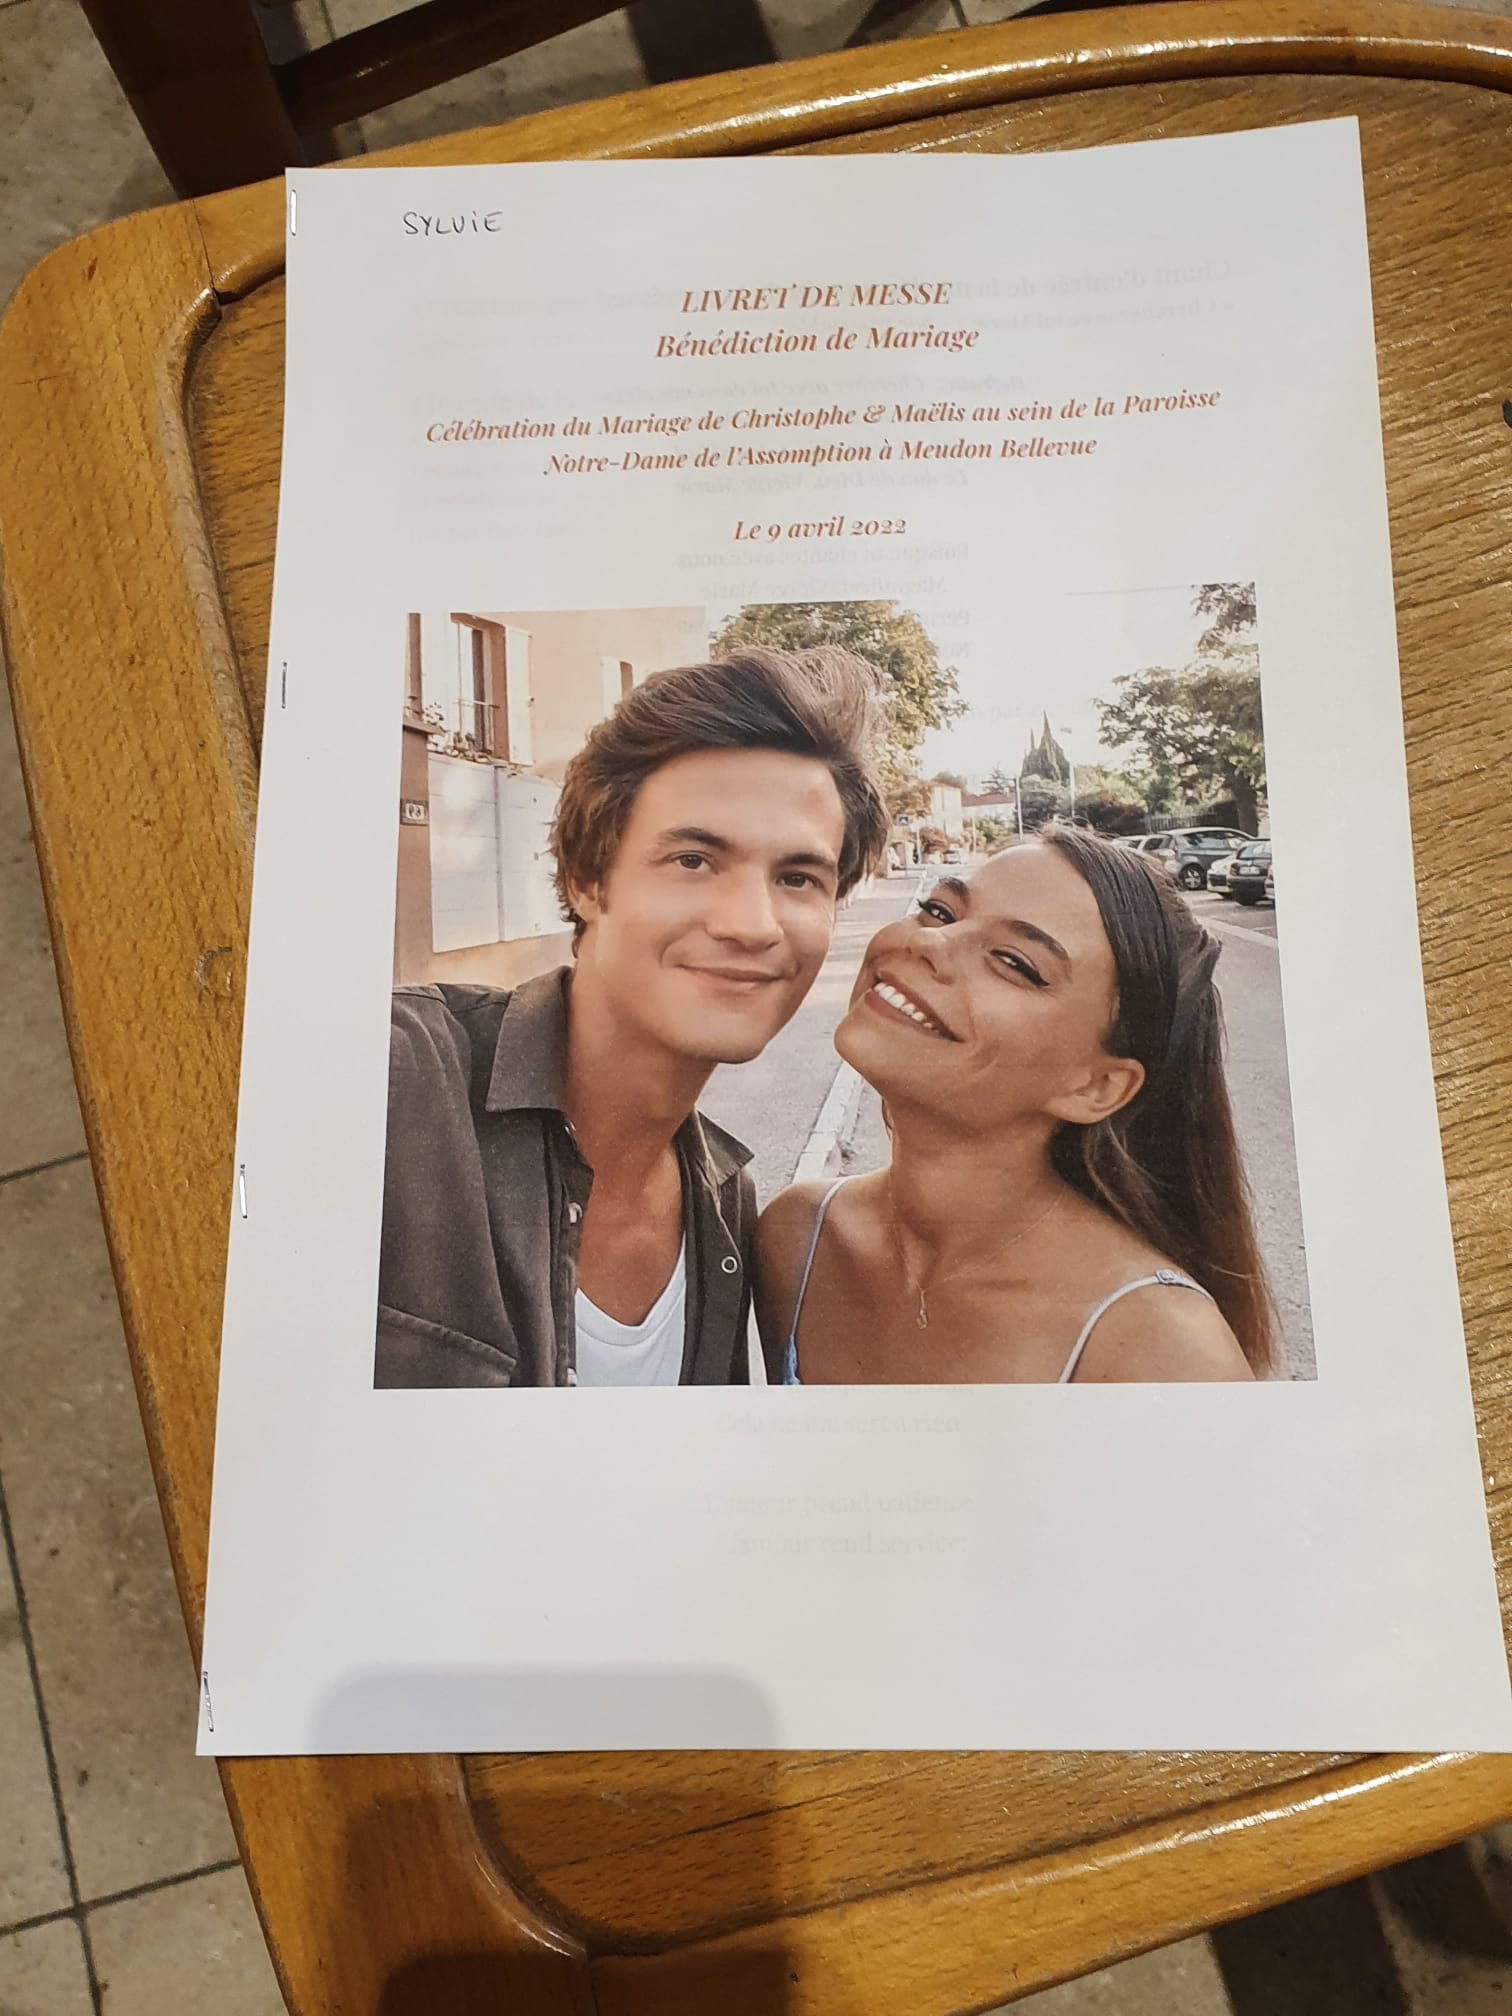 SYLVIE
LIVRET DE MESSE
Bénédiction de Mariage
Célébration du Mariage de Christophe & Maëlis au sein de la Paroisse
Notre-Dame de l'Assomption à Meudon Bellevue
Le 9 avril 2022